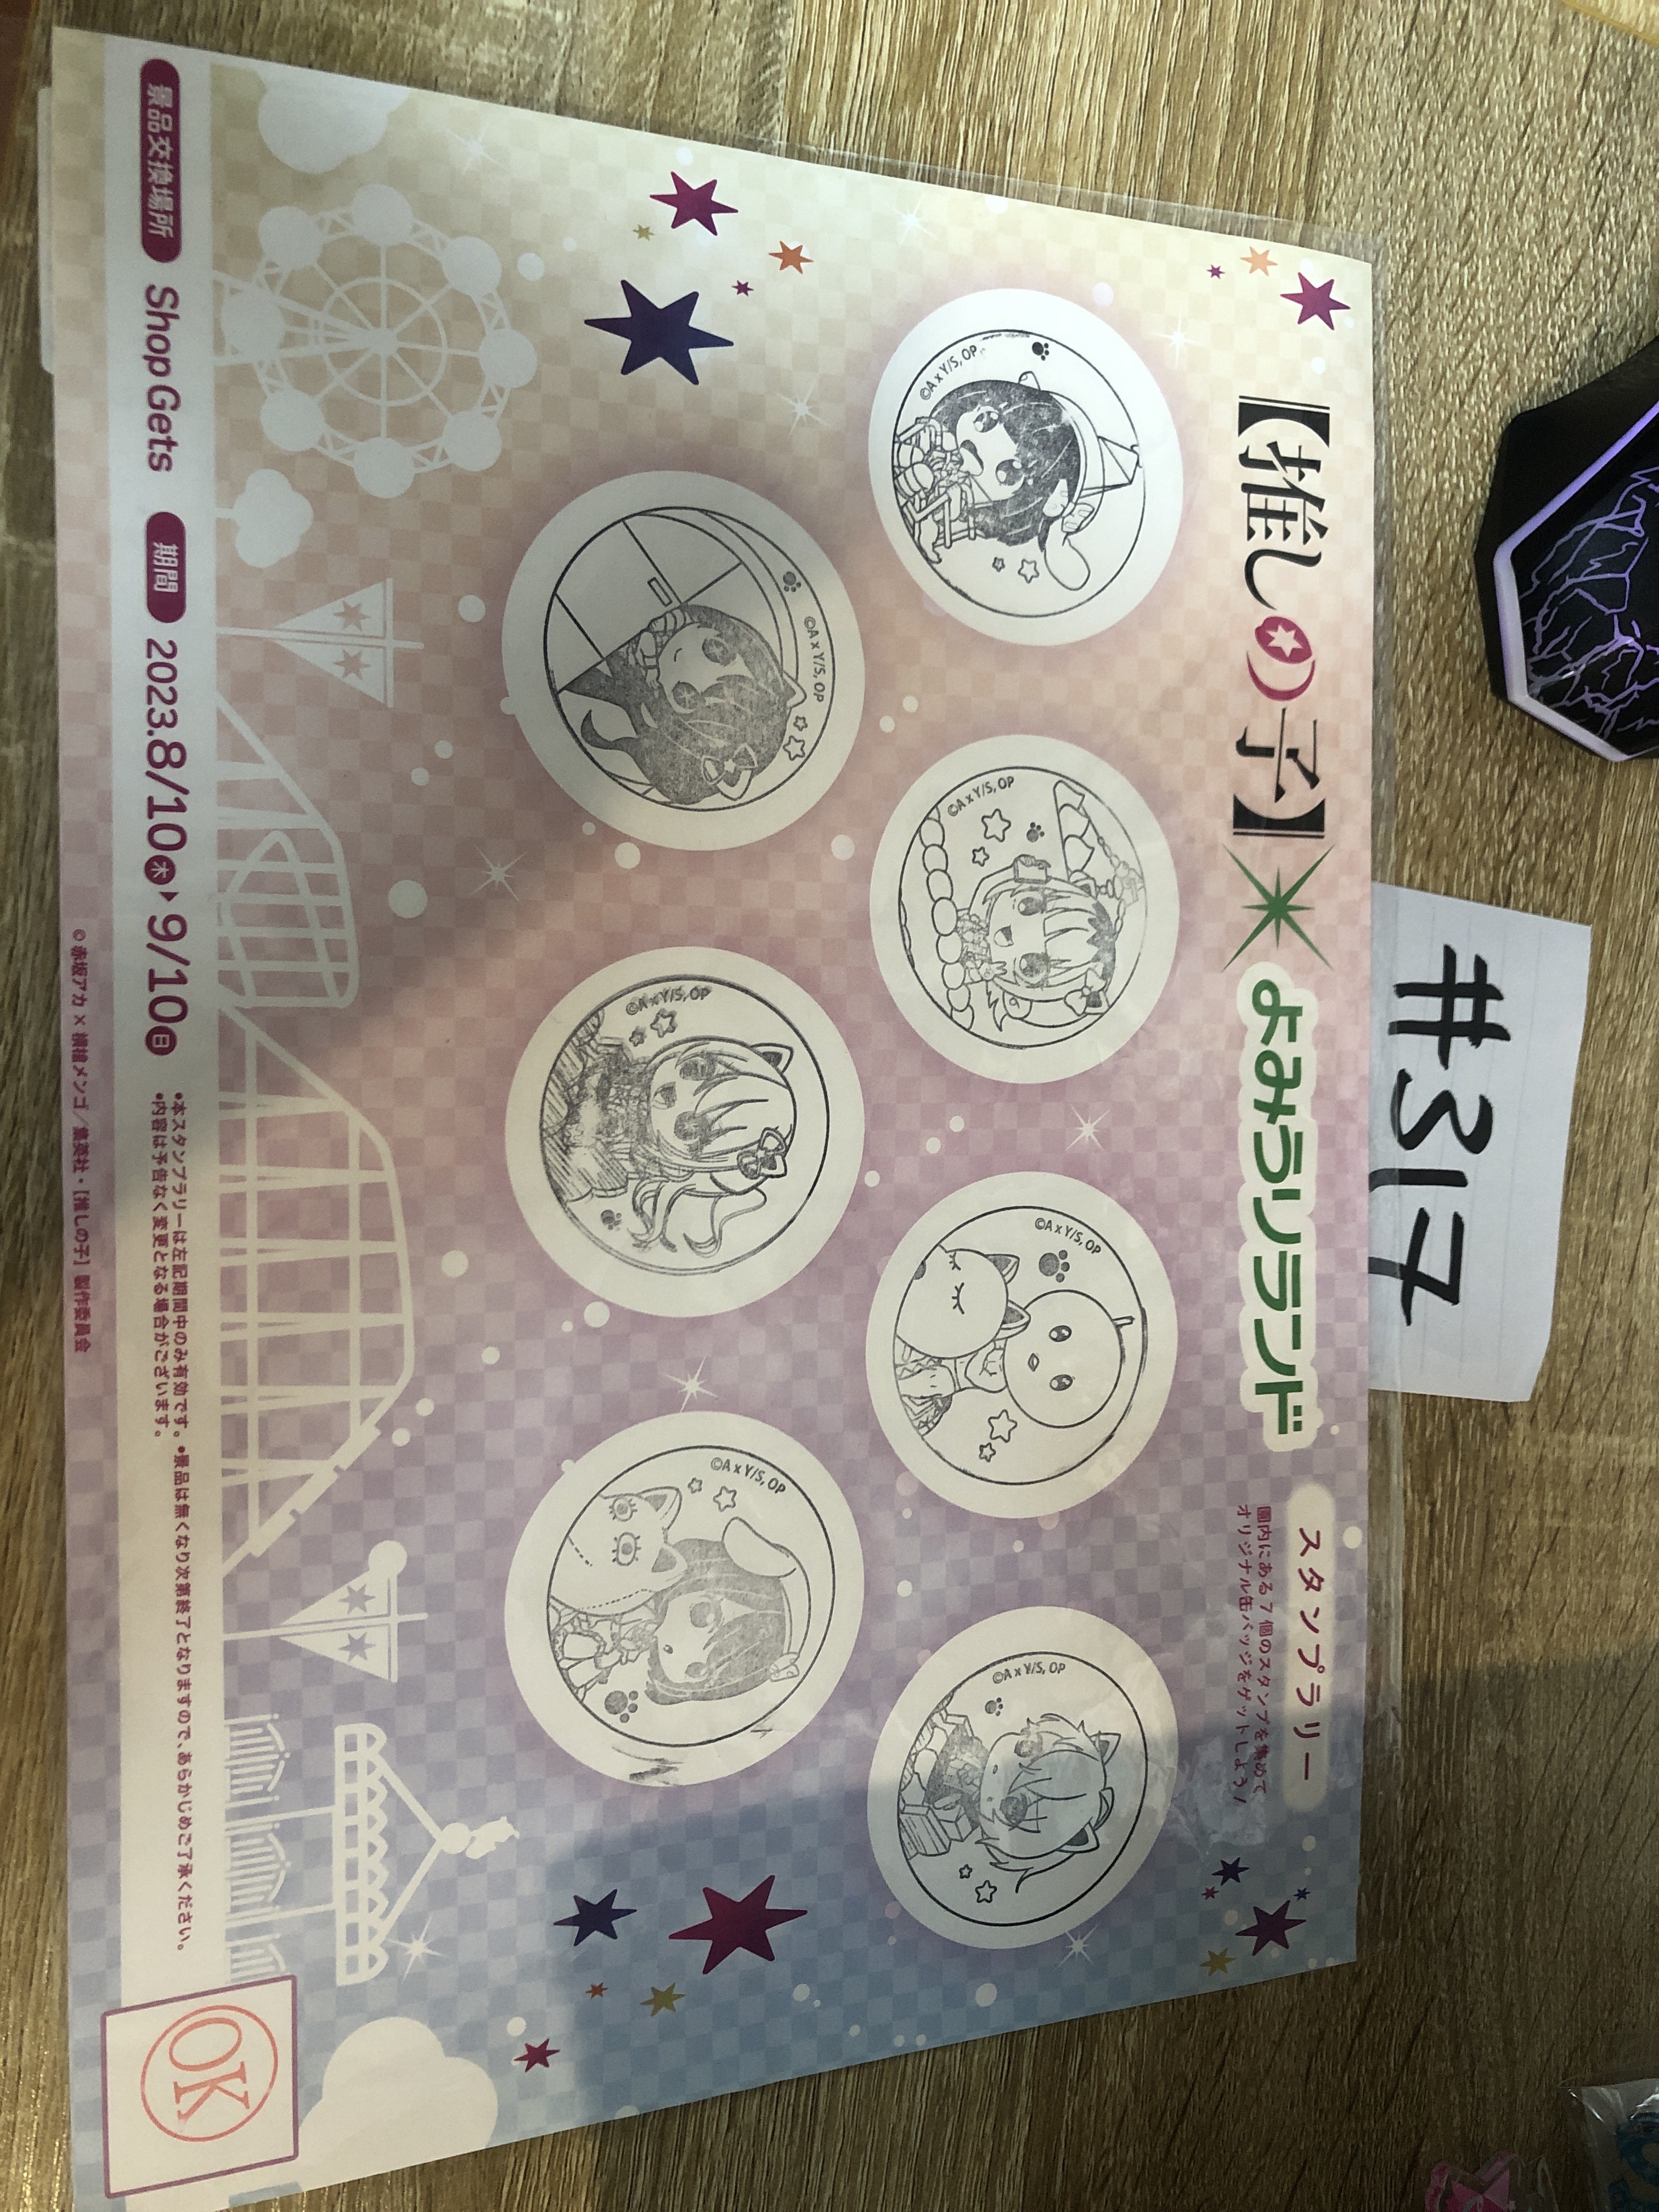 【推しの子】×よみうりランド
スタンプラリー
園内にある7個のスタンプを集めて
オリジナル缶バッジをゲットしよう!
©A x Y/S, OP
©A x Y/S, OP
©A x Y/S, OP
©A x Y/S, OP
©A x Y/S, OP
©A x Y/S, OP
©A x Y/S, OP
景品交換場所 Shop Gets 期間 2023.8/10(木)▶9/10(日)
•本スタンプラリーは左記期間中のみ有効です。•景品は無くなり次第終了となりますので、あらかじめご了承ください。
•内容は予告なく変更となる場合がございます。
OK
©赤坂アカ×横槍メンゴ/集英社・【推しの子】製作委員会
#317